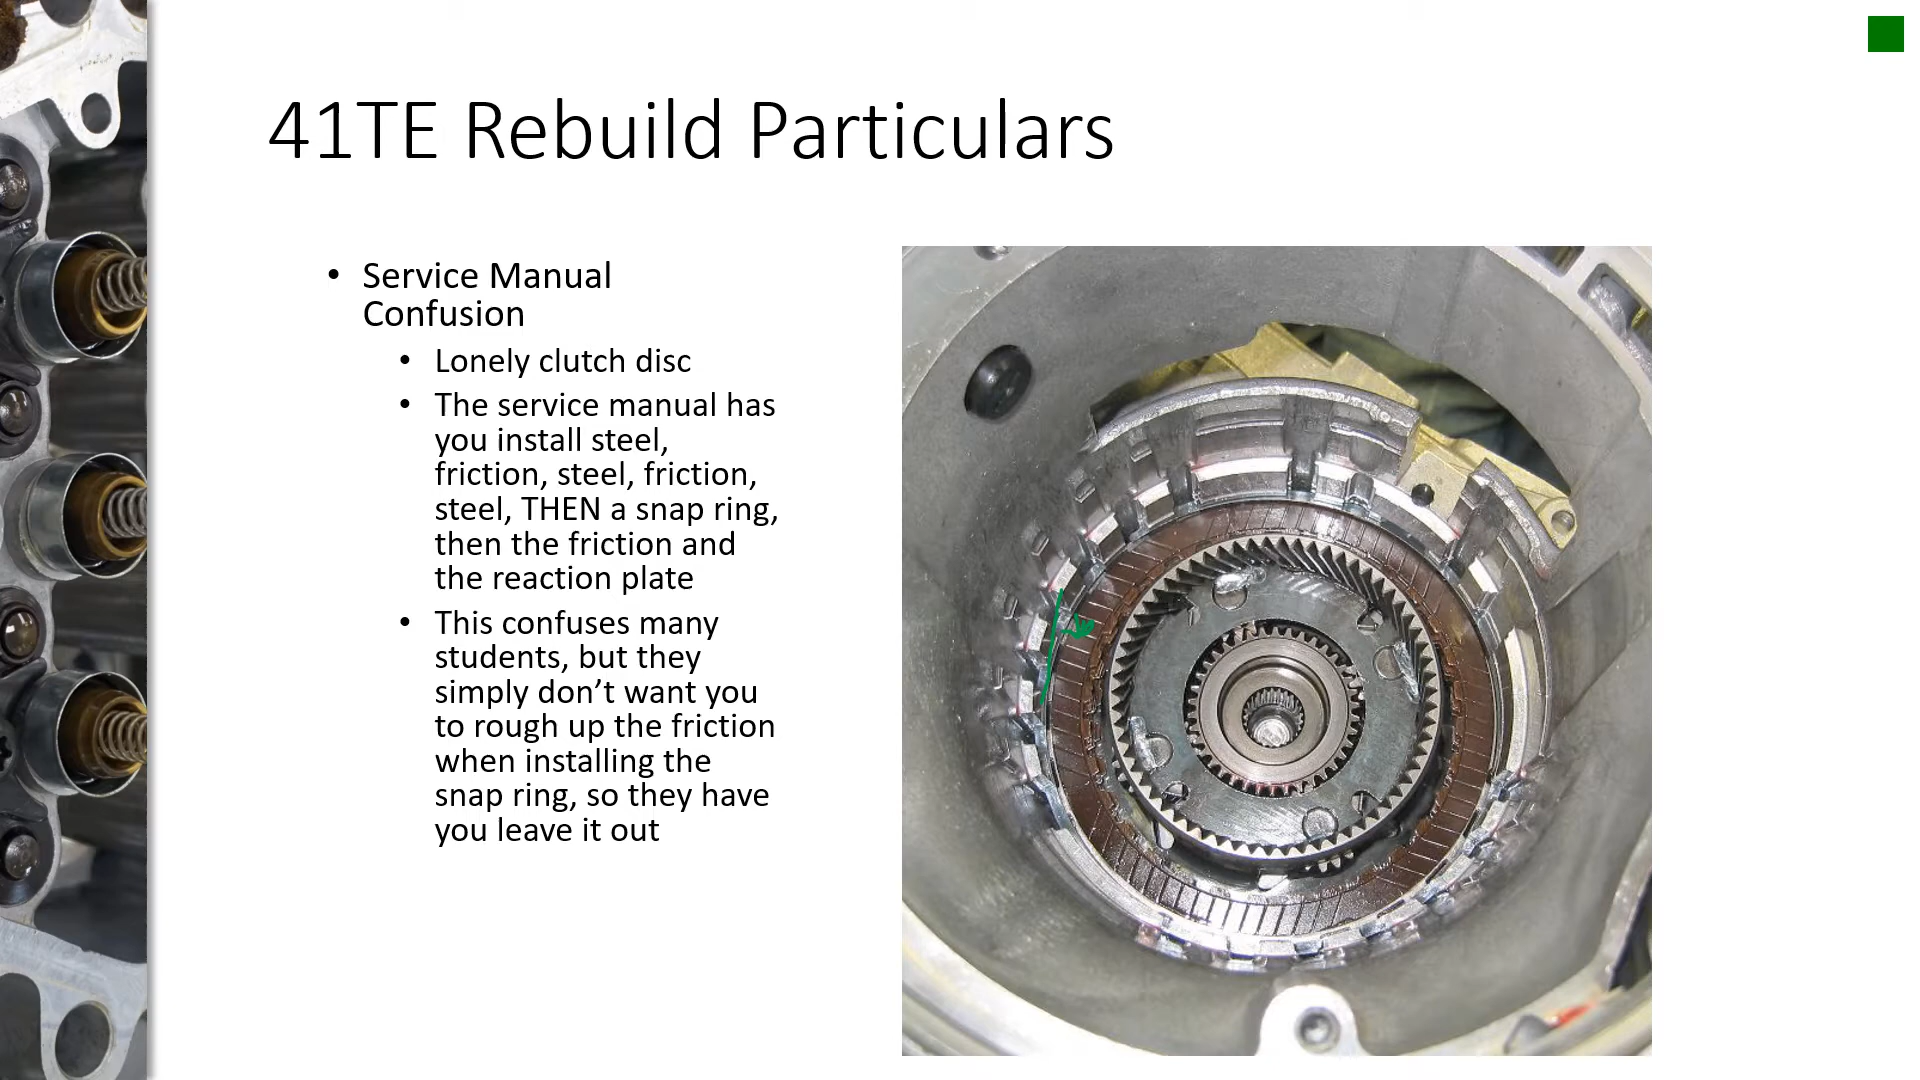 41TE Rebuild Particulars
• Service Manual
Confusion
• Lonely clutch disc
• The service manual has
you install steel,
friction, steel, friction,
steel, THEN a snap ring,
then the friction and
the reaction plate
• This confuses many
students, but they
simply don’t want you
to rough up the friction
when installing the
snap ring, so they have
you leave it out